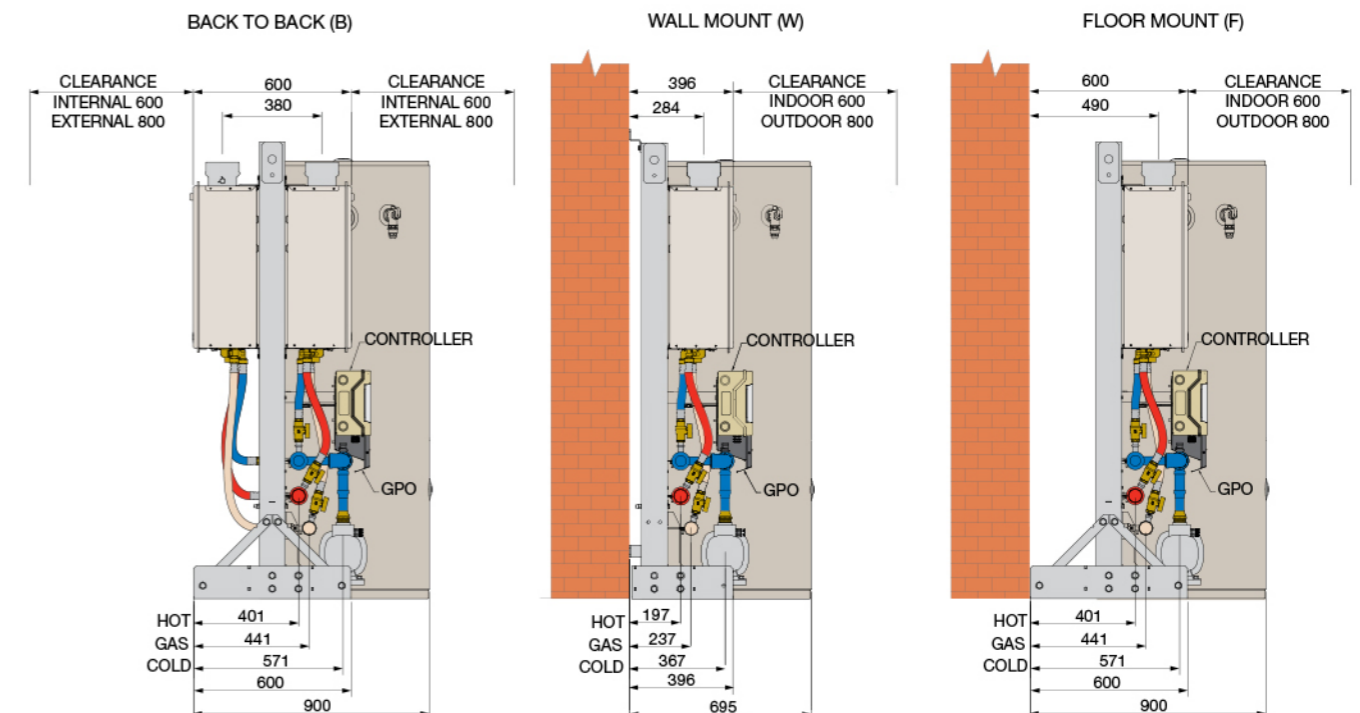 BACK TO BACK (B)
CLEARANCE
INTERNAL 600
EXTERNAL 800
600
380
CLEARANCE
INTERNAL 600
EXTERNAL 800
CONTROLLER
GPO
HOT 401
GAS 441
COLD 571
600
900
WALL MOUNT (W)
396
284
CLEARANCE
INDOOR 600
OUTDOOR 800
CONTROLLER
GPO
HOT 197
GAS 237
COLD 367
396
695
FLOOR MOUNT (F)
600
490
CLEARANCE
INDOOR 600
OUTDOOR 800
CONTROLLER
GPO
HOT 401
GAS 441
COLD 571
600
900